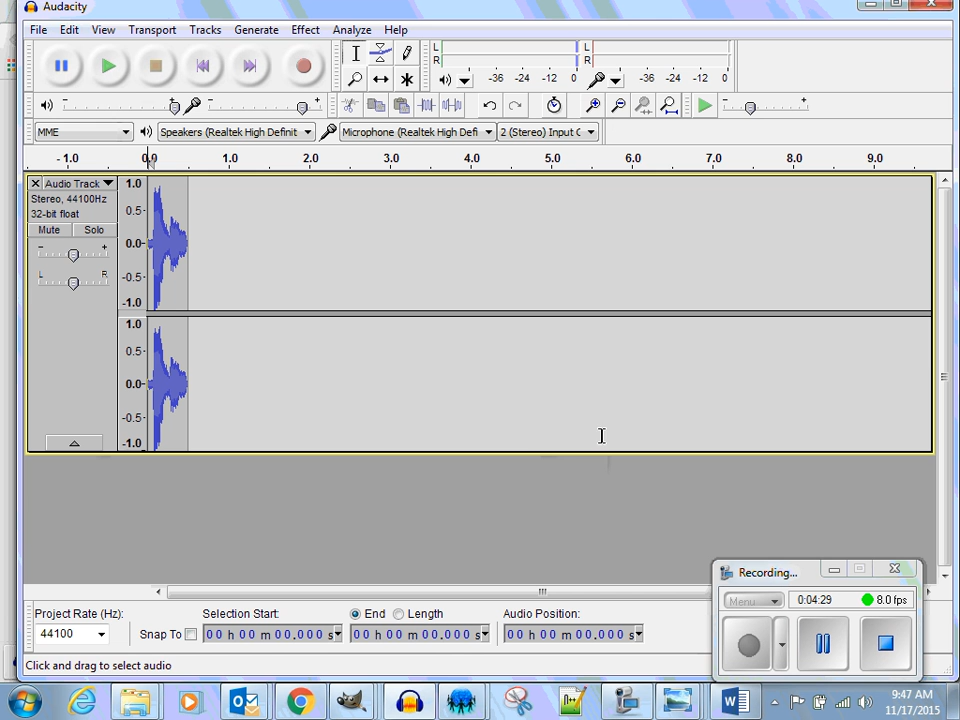 Audacity
File Edit View Transport Tracks Generate Effect Analyze Help
L L
R R
-36 -24 -12 0 -36 -24 -12 0
- + - + - +
MME Speakers (Realtek High Definit Microphone (Realtek High Defi 2 (Stereo) Input C
- 1.0 0.0 1.0 2.0 3.0 4.0 5.0 6.0 7.0 8.0 9.0
Audio Track 1.0
Stereo, 44100Hz
32-bit float 0.5-
Mute Solo
- + 0.0-
L R -0.5-
-1.0
1.0
0.5-
0.0-
-0.5-
-1.0
Recording...
Menu 0:04:29 8.0 fps
Project Rate (Hz): Selection Start: End Length Audio Position:
44100 Snap To 00 h 00 m 00.000 s 00 h 00 m 00.000 s 00 h 00 m 00.000 s
Click and drag to select audio
9:47 AM
11/17/2015